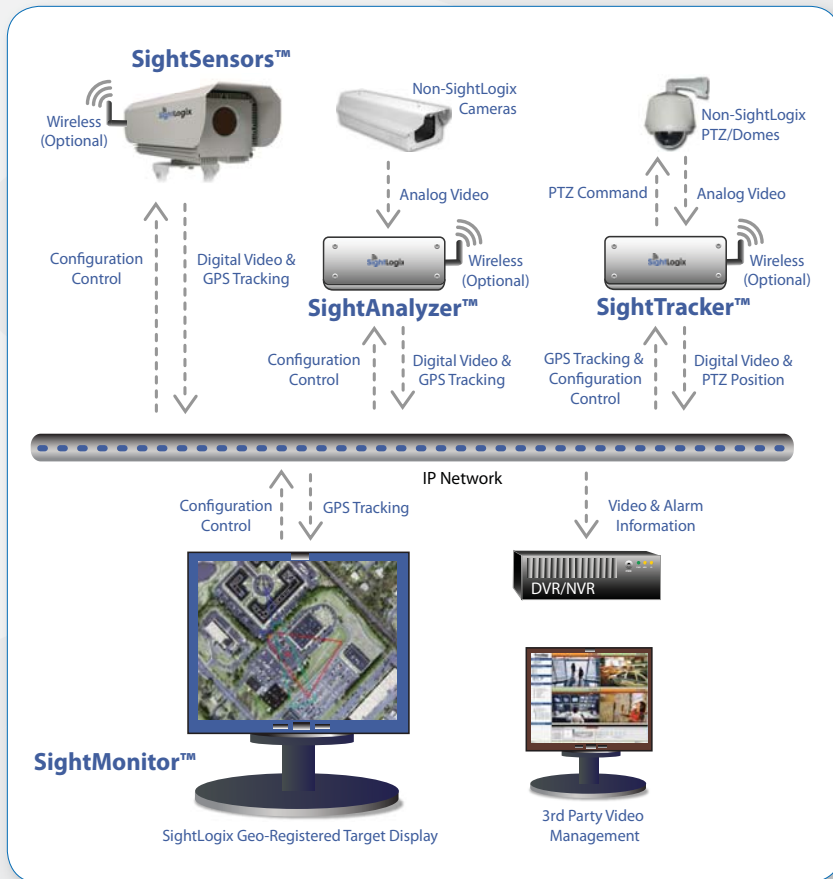 SightSensors™
Wireless
(Optional)
SightLogix
Non-SightLogix
Cameras
Non-SightLogix
PTZ/Domes
Analog Video
PTZ Command
Analog Video
Configuration
Control
Digital Video &
GPS Tracking
SightLogix
Wireless
(Optional)
SightAnalyzer™
SightLogix
Wireless
(Optional)
SightTracker™
Configuration
Control
Digital Video &
GPS Tracking
GPS Tracking &
Configuration
Control
Digital Video &
PTZ Position
IP Network
Configuration
Control
GPS Tracking
Video & Alarm
Information
DVR/NVR
SightMonitor™
SightLogix Geo-Registered Target Display
3rd Party Video
Management